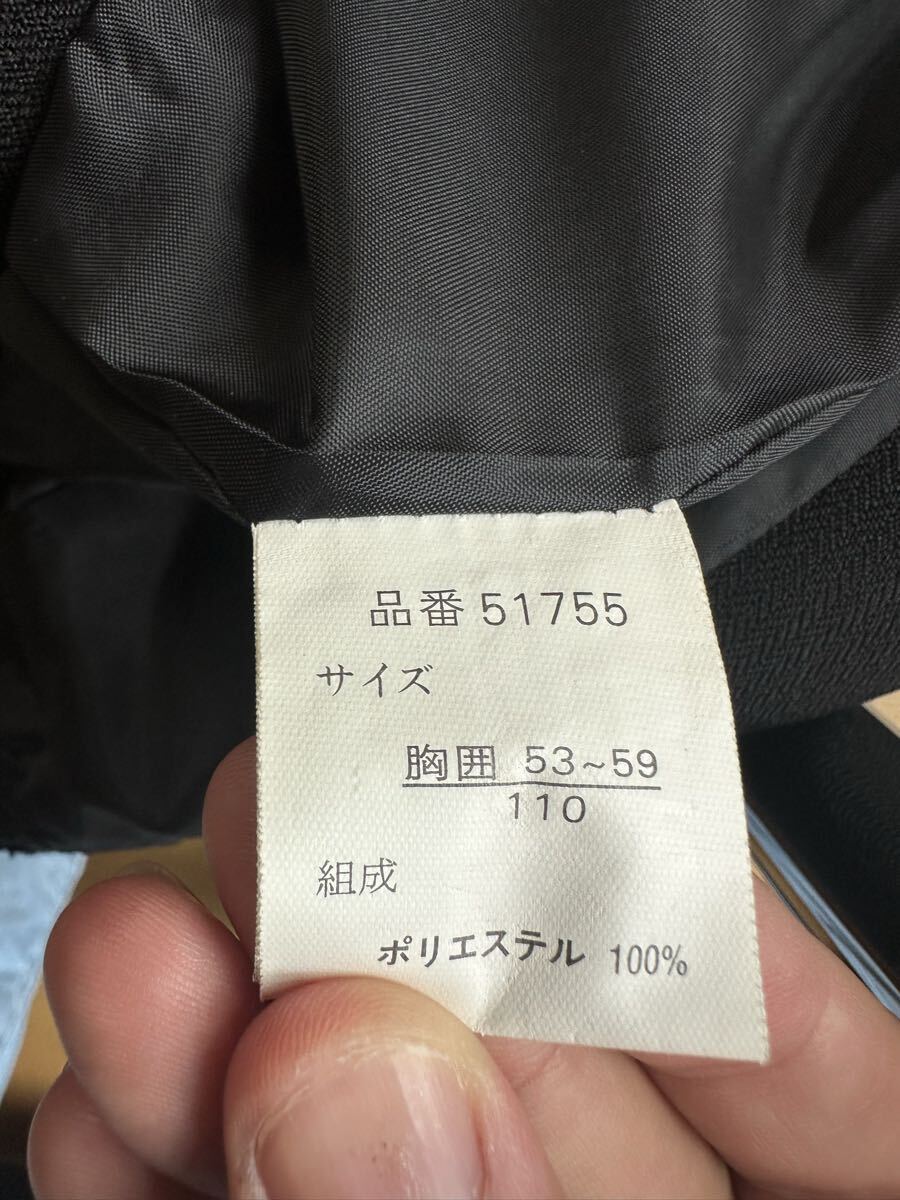 品番 51755
サイズ
胸囲 53~59
110
組成
ポリエステル 100%